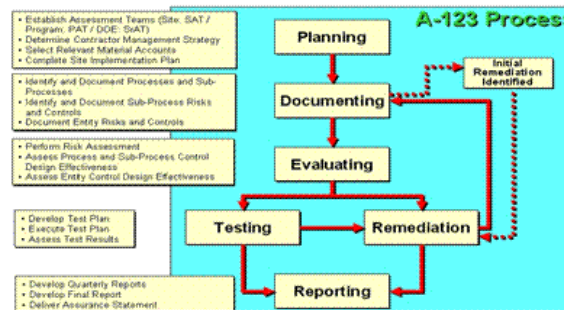 A-123 Process
• Establish Assessment Teams (Site, SAT /
Program, PAT / DOE: SrAT)
• Determine Contractor Management Strategy
• Select Relevant Material Accounts
• Complete Site Implementation Plan
Planning
Initial
Remediation
Identified
• Identify and Document Processes and Sub-
Processes
• Identify and Document Sub-Process Risks
and Controls
• Document Entity Risks and Controls
Documenting
• Perform Risk Assessment
• Assess Process and Sub-Process Control
Design Effectiveness
• Assess Entity Control Design Effectiveness
Evaluating
• Develop Test Plan
• Execute Test Plan
• Assess Test Results
Testing
Remediation
• Develop Quarterly Reports
• Develop Final Report
• Deliver Assurance Statement
Reporting